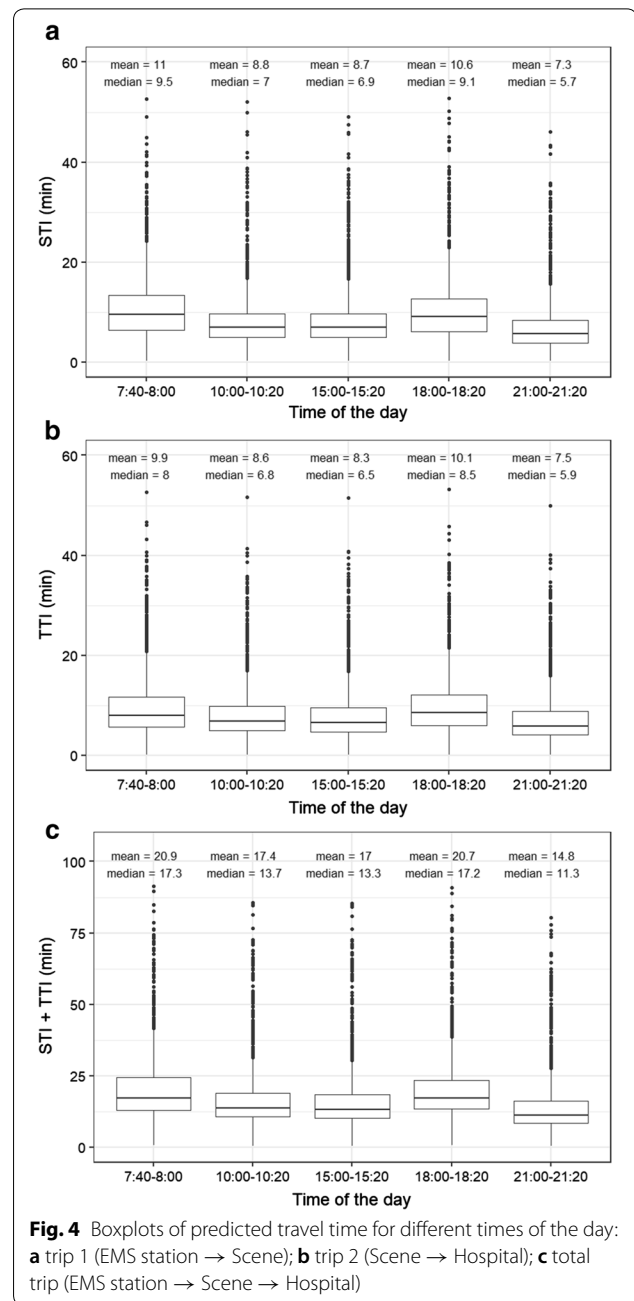 a
60
mean = 11 mean = 8.8 mean = 8.7 mean = 10.6 mean = 7.3
median = 9.5 median = 7 median = 6.9 median = 9.1 median = 5.7
40
STI (min)
20
0
7:40-8:00 10:00-10:20 15:00-15:20 18:00-18:20 21:00-21:20
Time of the day
b
60
mean = 9.9 mean = 8.6 mean = 8.3 mean = 10.1 mean = 7.5
median = 8 median = 6.8 median = 6.5 median = 8.5 median = 5.9
40
TTI (min)
20
0
7:40-8:00 10:00-10:20 15:00-15:20 18:00-18:20 21:00-21:20
Time of the day
c
100
mean = 20.9 mean = 17.4 mean = 17 mean = 20.7 mean = 14.8
median = 17.3 median = 13.7 median = 13.3 median = 17.2 median = 11.3
75
STI + TTI (min)
50
25
0
7:40-8:00 10:00-10:20 15:00-15:20 18:00-18:20 21:00-21:20
Time of the day
Fig. 4 Boxplots of predicted travel time for different times of the day:
a trip 1 (EMS station → Scene); b trip 2 (Scene → Hospital); c total
trip (EMS station → Scene → Hospital)